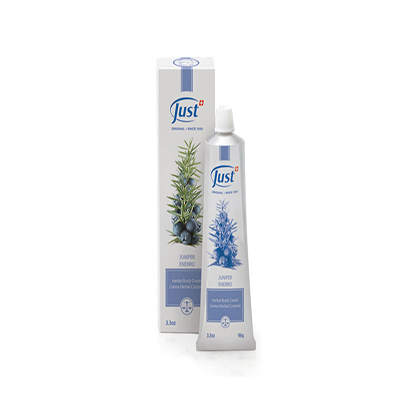 Just
ORIGINAL - SINCE 1930
JUNIPER
ENEBRO
Herbal Body Cream
Crema Herbal Corporal
3.3oz
Just
ORIGINAL - SINCE 1930
JUNIPER
ENEBRO
Herbal Body Cream
Crema Herbal Corporal
3.3oz